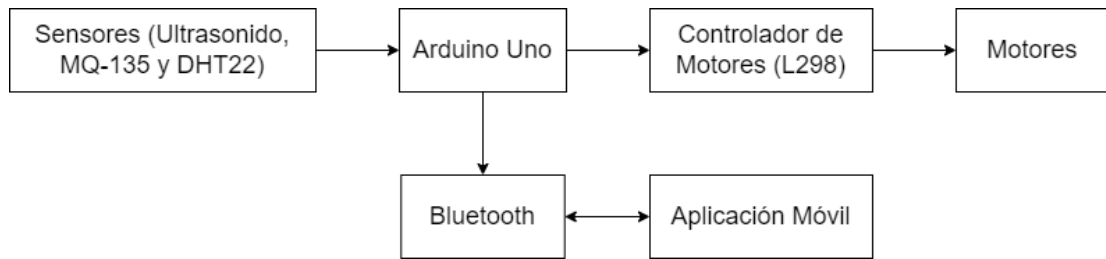 Sensores (Ultrasonido,
MQ-135 y DHT22)
Arduino Uno
Controlador de
Motores (L298)
Motores
Bluetooth
Aplicación Móvil